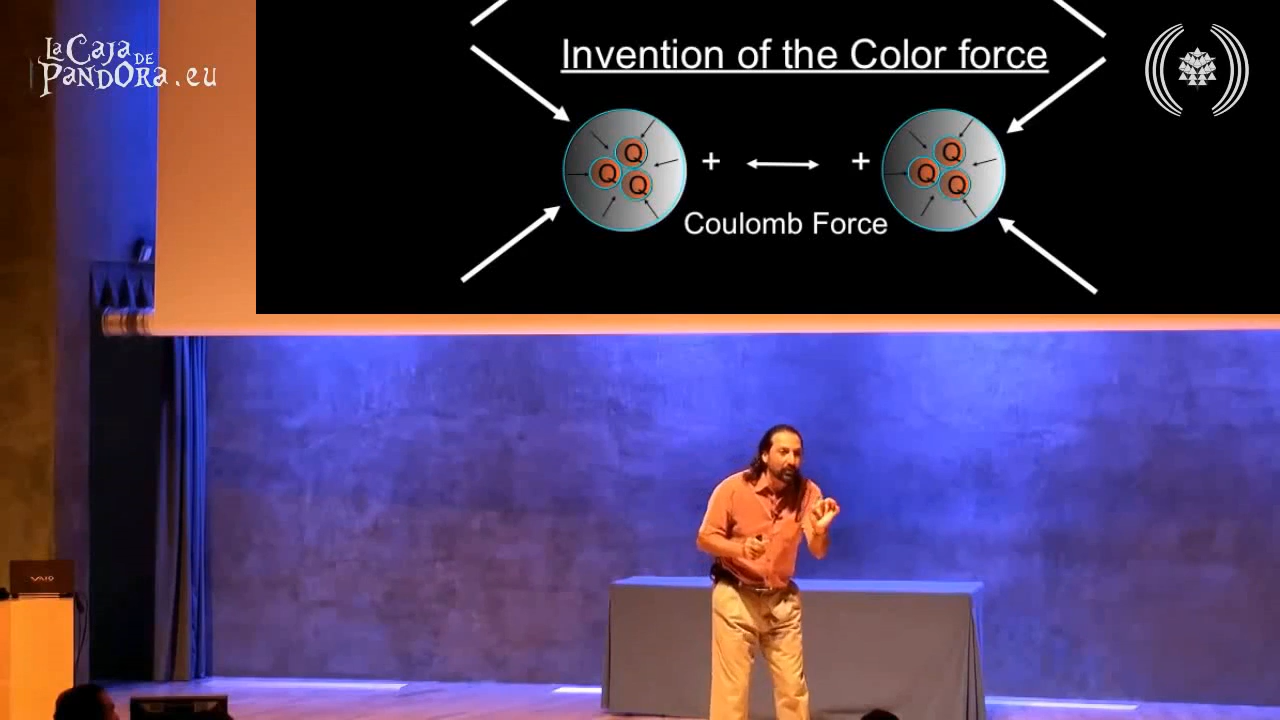 La Caja
DE
PANDORA.eu
Invention of the Color force
Q
Q
Q
+
+
Q
Q
Q
Coulomb Force
VAIO